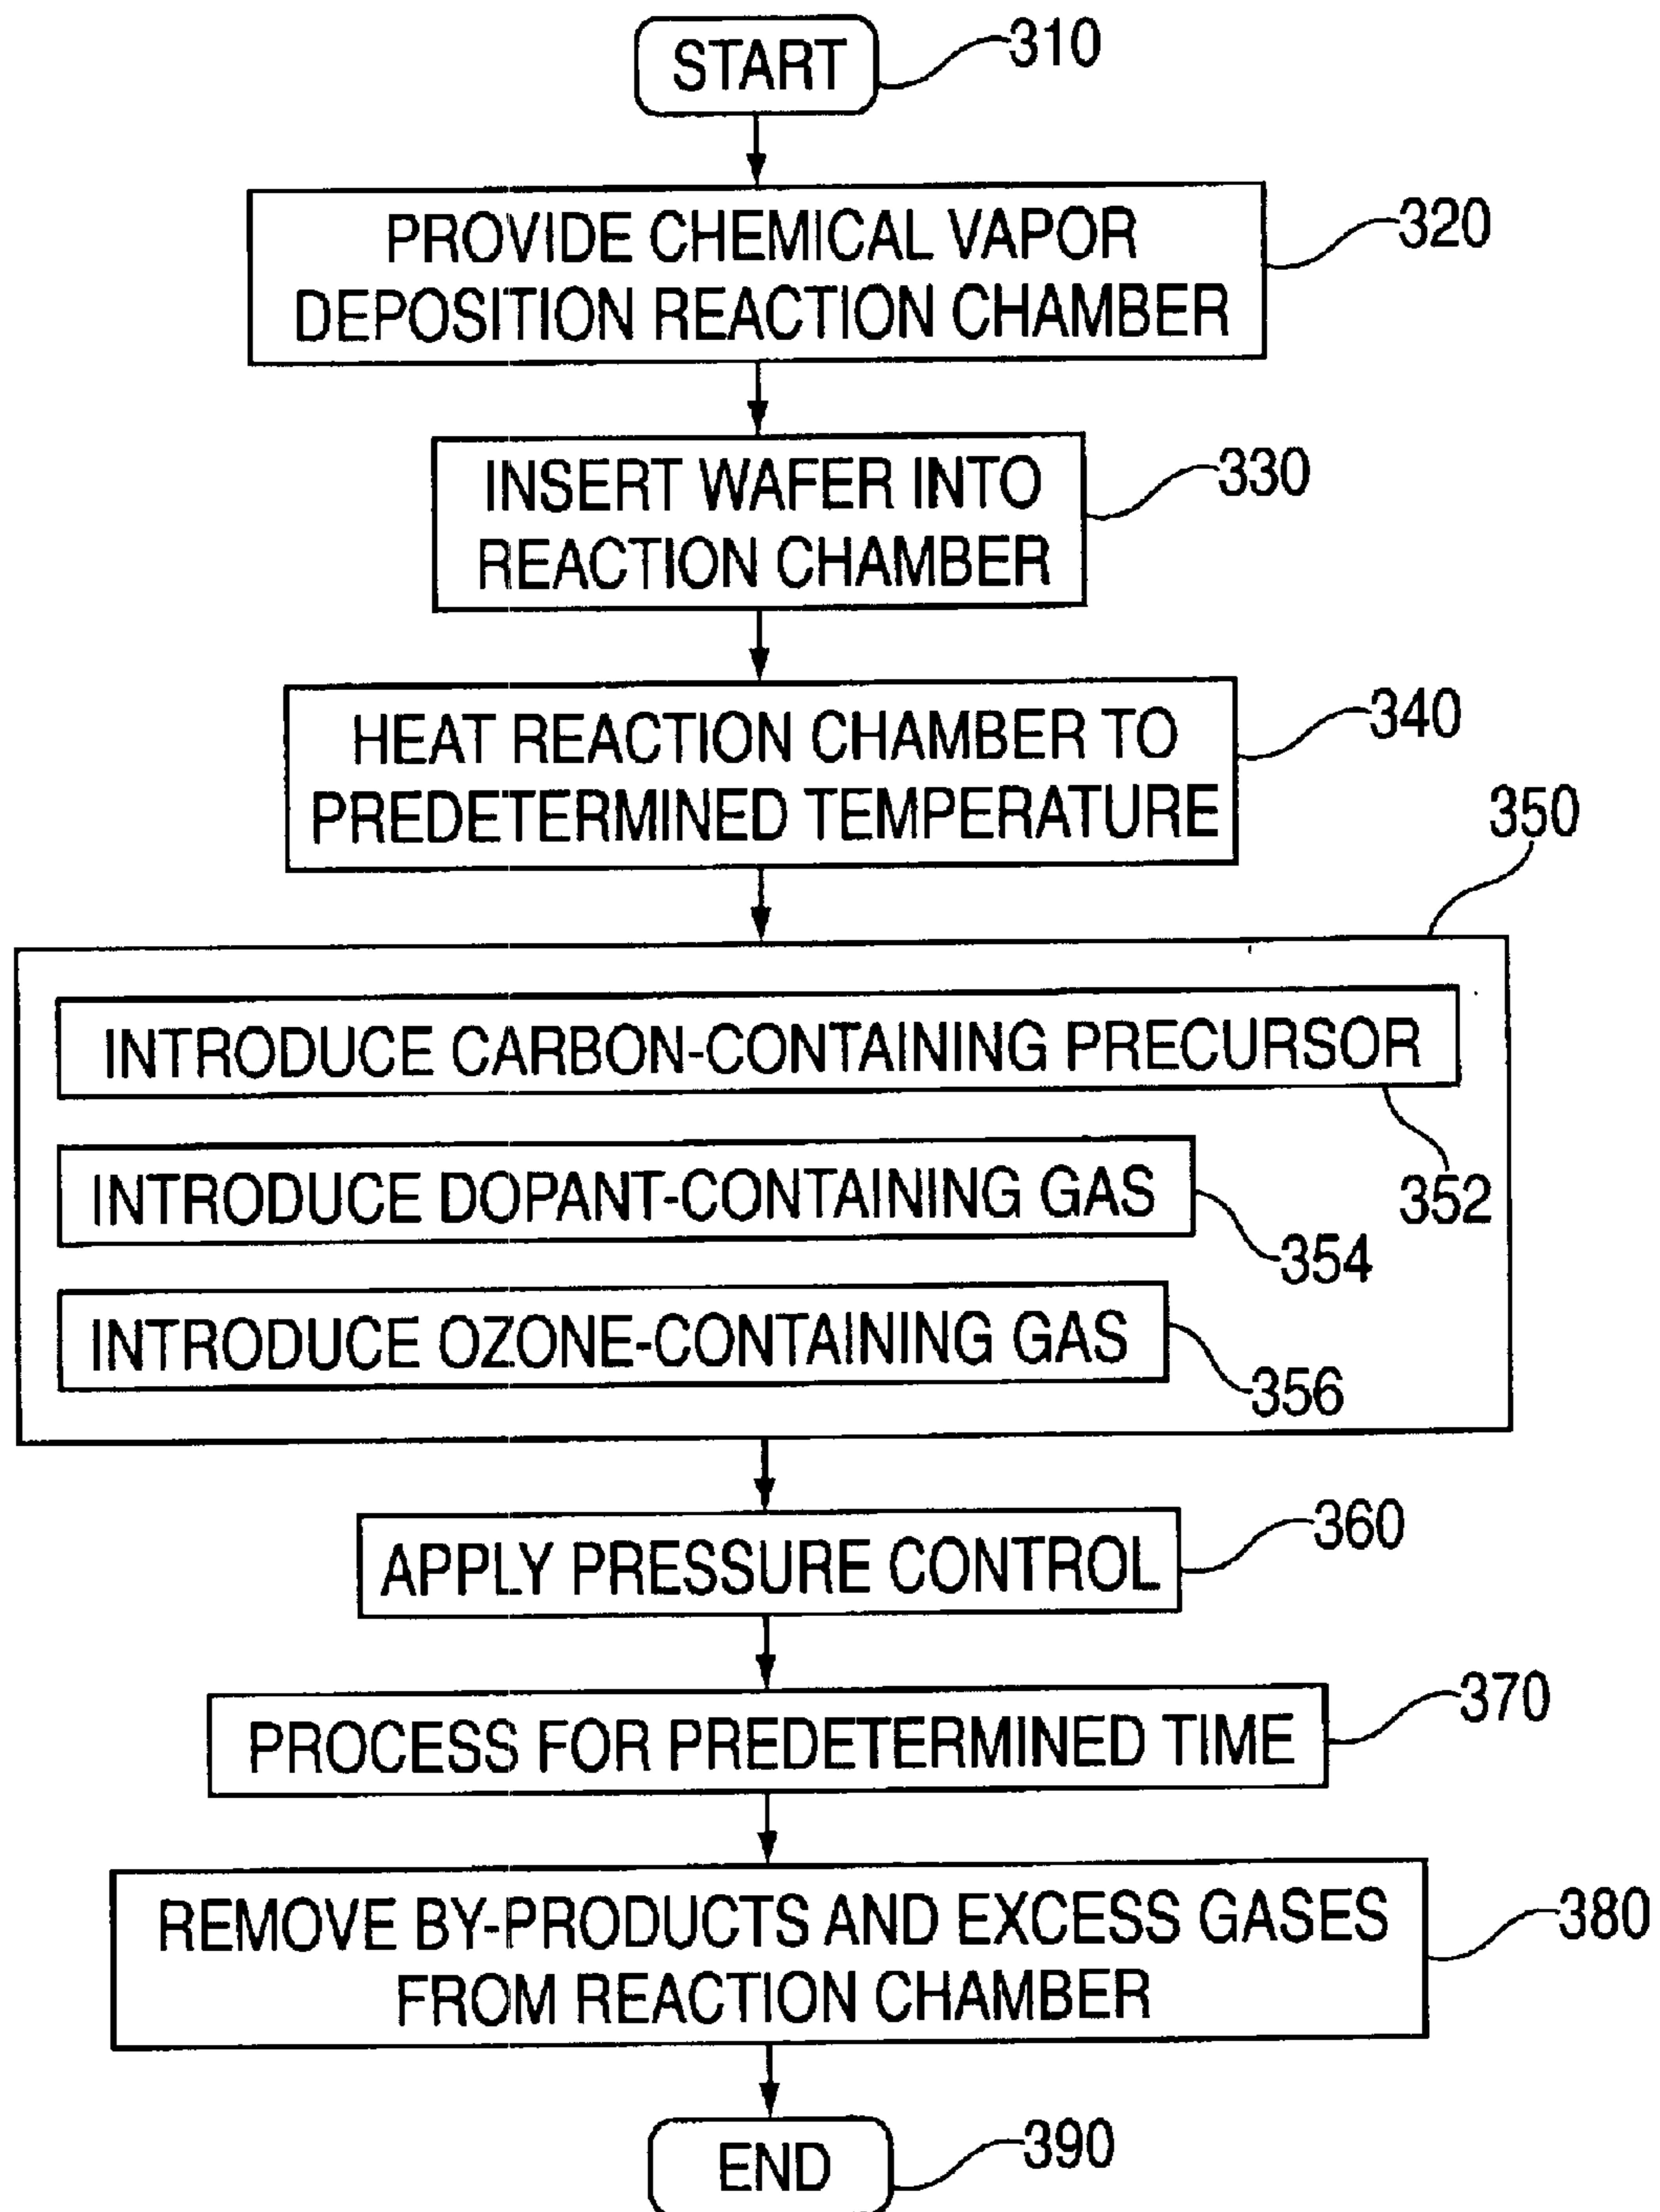 START
310
PROVIDE CHEMICAL VAPOR
DEPOSITION REACTION CHAMBER
320
INSERT WAFER INTO
REACTION CHAMBER
330
HEAT REACTION CHAMBER TO
PREDETERMINED TEMPERATURE
340
350
INTRODUCE CARBON-CONTAINING PRECURSOR
352
INTRODUCE DOPANT-CONTAINING GAS
354
INTRODUCE OZONE-CONTAINING GAS
356
APPLY PRESSURE CONTROL
360
PROCESS FOR PREDETERMINED TIME
370
REMOVE BY-PRODUCTS AND EXCESS GASES
FROM REACTION CHAMBER
380
END
390